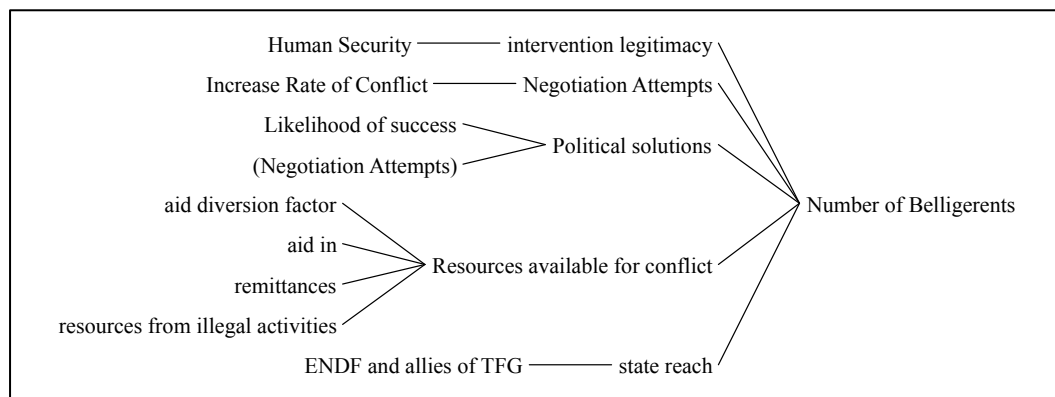 Human Security intervention legitimacy
Increase Rate of Conflict Negotiation Attempts
Likelihood of success
Political solutions
(Negotiation Attempts)
aid diversion factor
Number of Belligerents
aid in
Resources available for conflict
remittances
resources from illegal activities
ENDF and allies of TFG state reach